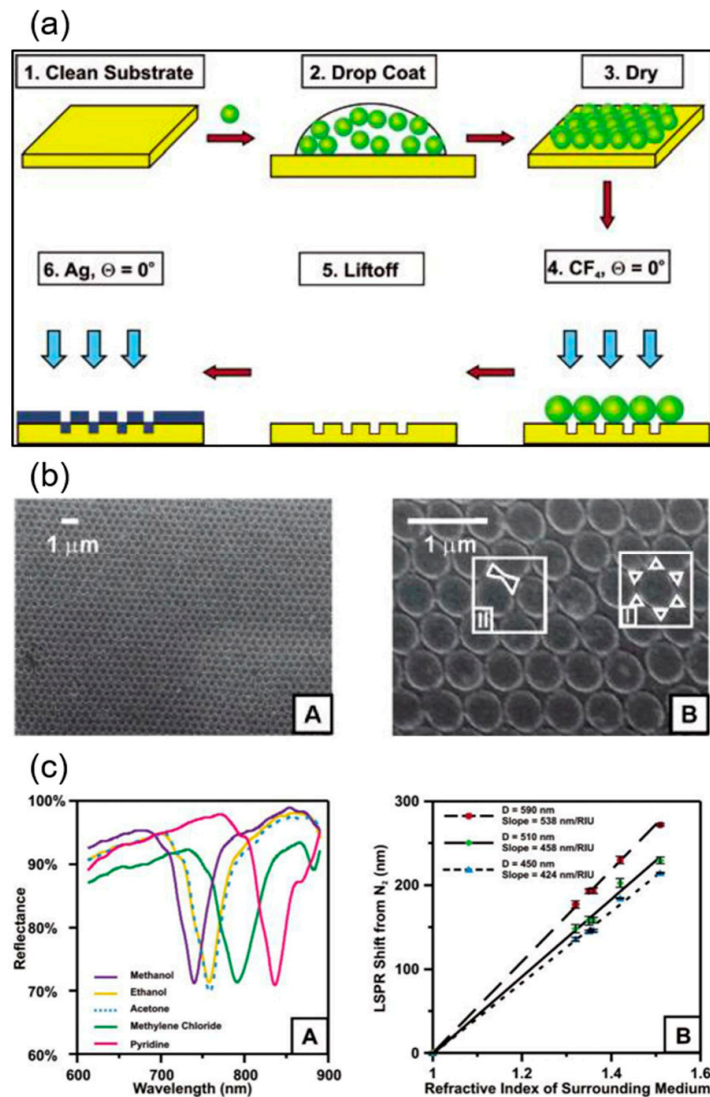 (a)
1. Clean Substrate
2. Drop Coat
3. Dry
6. Ag, Θ = 0°
5. Liftoff
4. CF₄, Θ = 0°
(b)
1 μm
A
1 μm
II
I
B
(c)
100%
90%
80%
70%
60%
Reflectance
Methanol
Ethanol
Acetone
Methylene Chloride
Pyridine
A
600
700
800
900
Wavelength (nm)
300
200
100
0
LSPR Shift from N₂ (nm)
D = 590 nm
Slope = 538 nm/RIU
D = 510 nm
Slope = 458 nm/RIU
D = 450 nm
Slope = 424 nm/RIU
B
1
1.2
1.4
1.6
Refractive Index of Surrounding Medium